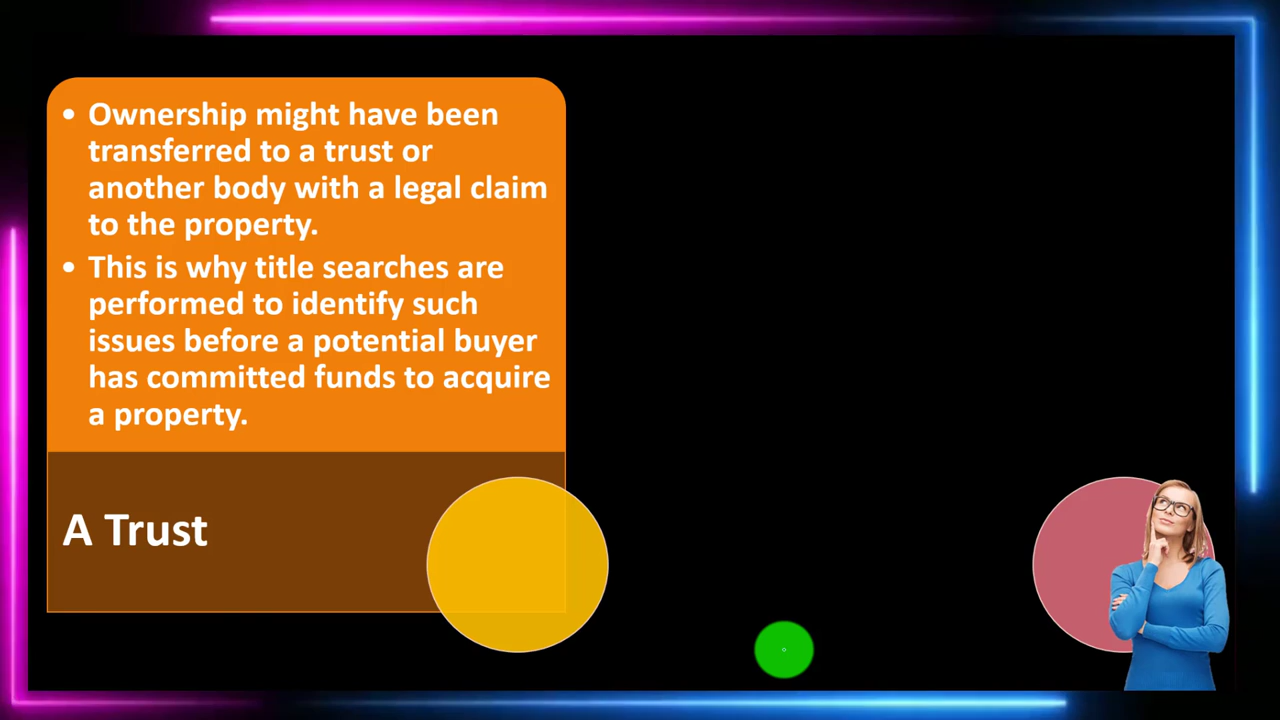 • Ownership might have been
transferred to a trust or
another body with a legal claim
to the property.
• This is why title searches are
performed to identify such
issues before a potential buyer
has committed funds to acquire
a property.
A Trust